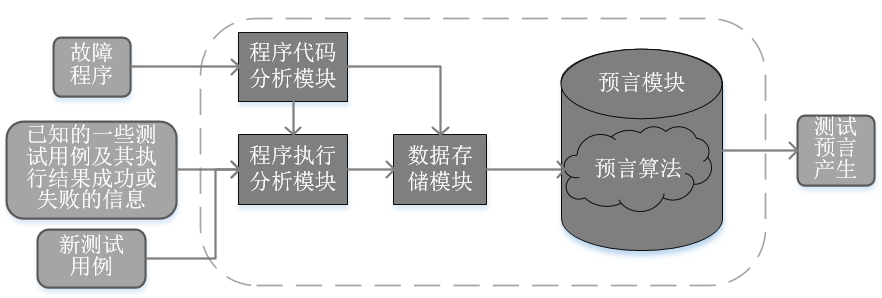 故障
程序
程序代码
分析模块
预言模块
已知的一些测
试用例及其执
行结果成功或
失败的信息
程序执行
分析模块
数据存
储模块
预言算法
测试
预言
产生
新测试
用例